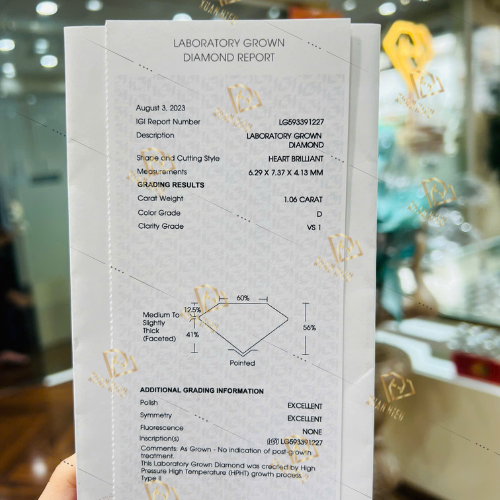 LABORATORY GROWN
DIAMOND REPORT
August 3, 2023
IGI Report Number LG593391227
Description LABORATORY GROWN
DIAMOND
Shape and Cutting Style HEART BRILLIANT
Measurements 6.29 X 7.37 X 4.13 MM
GRADING RESULTS
Carat Weight 1.06 CARAT
Color Grade D
Clarity Grade VS 1
60%
12.5%
Medium To
Slightly
Thick
(Faceted)
41%
56%
Pointed
ADDITIONAL GRADING INFORMATION
Polish EXCELLENT
Symmetry EXCELLENT
Fluorescence NONE
Inscription(s) (IGI) LG593391227
Comments: As Grown - No indication of post-growth
treatment.
This Laboratory Grown Diamond was created by High
Pressure High Temperature (HPHT) growth process.
Type II
XUAN HIEN